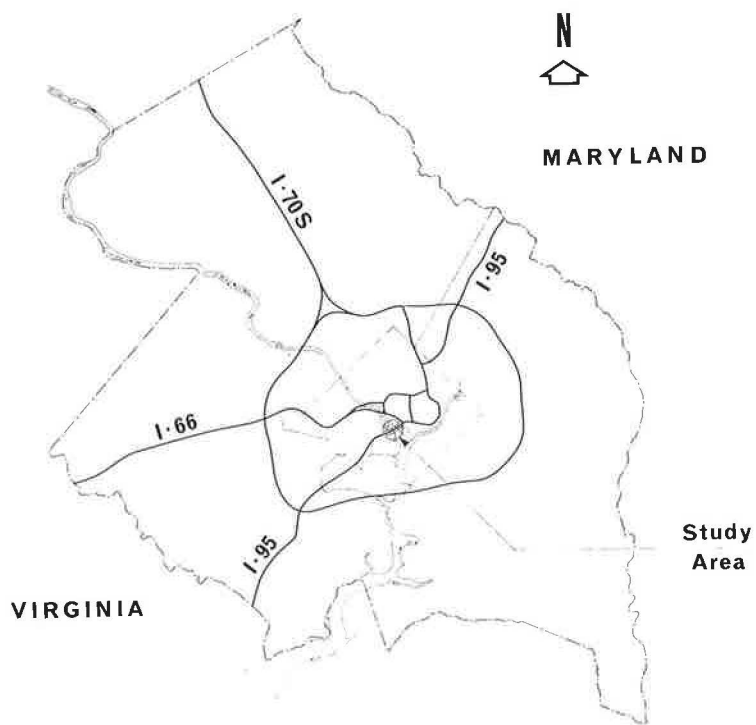 N
MARYLAND
I-70S
I-95
I-66
Study
Area
I-95
VIRGINIA